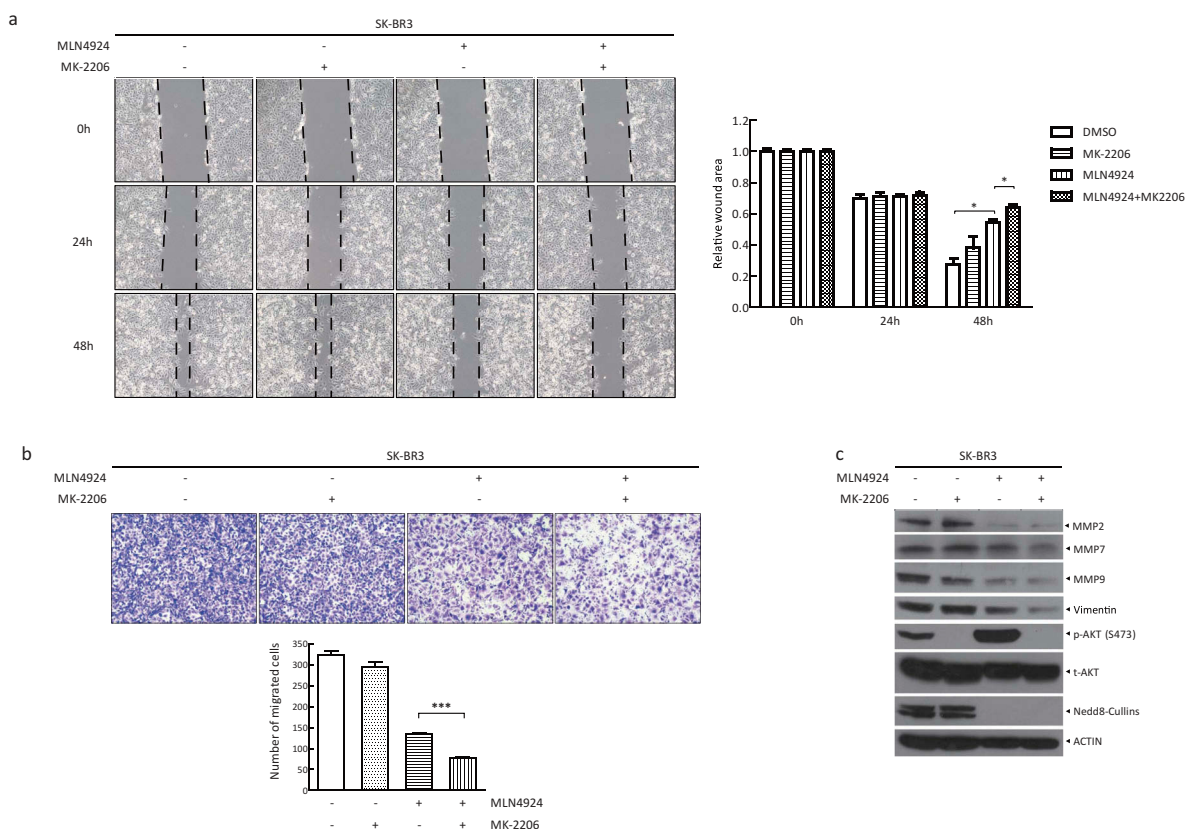 a
SK-BR3
MLN4924 - - + +
MK-2206 - + - +
0h
24h
48h
Relative wound area
1.2
1.0
0.8
0.6
0.4
0.2
0.0
0h 24h 48h
* *
DMSO
MK-2206
MLN4924
MLN4924+MK2206
b
SK-BR3
MLN4924 - - + +
MK-2206 - + - +
Number of migrated cells
350
300
250
200
150
100
50
0
***
- - + + MLN4924
- + - + MK-2206
c
SK-BR3
MLN4924 - - + +
MK-2206 - + - +
MMP2
MMP7
MMP9
Vimentin
p-AKT (S473)
t-AKT
Nedd8-Cullins
ACTIN